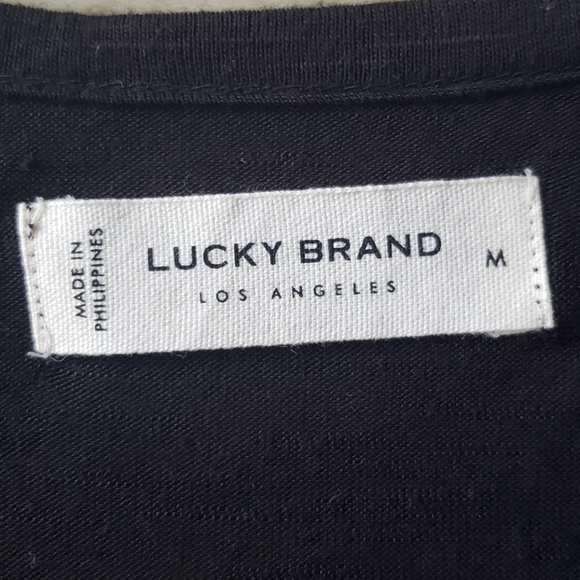 MADE IN
PHILIPPINES
LUCKY BRAND
LOS ANGELES
M